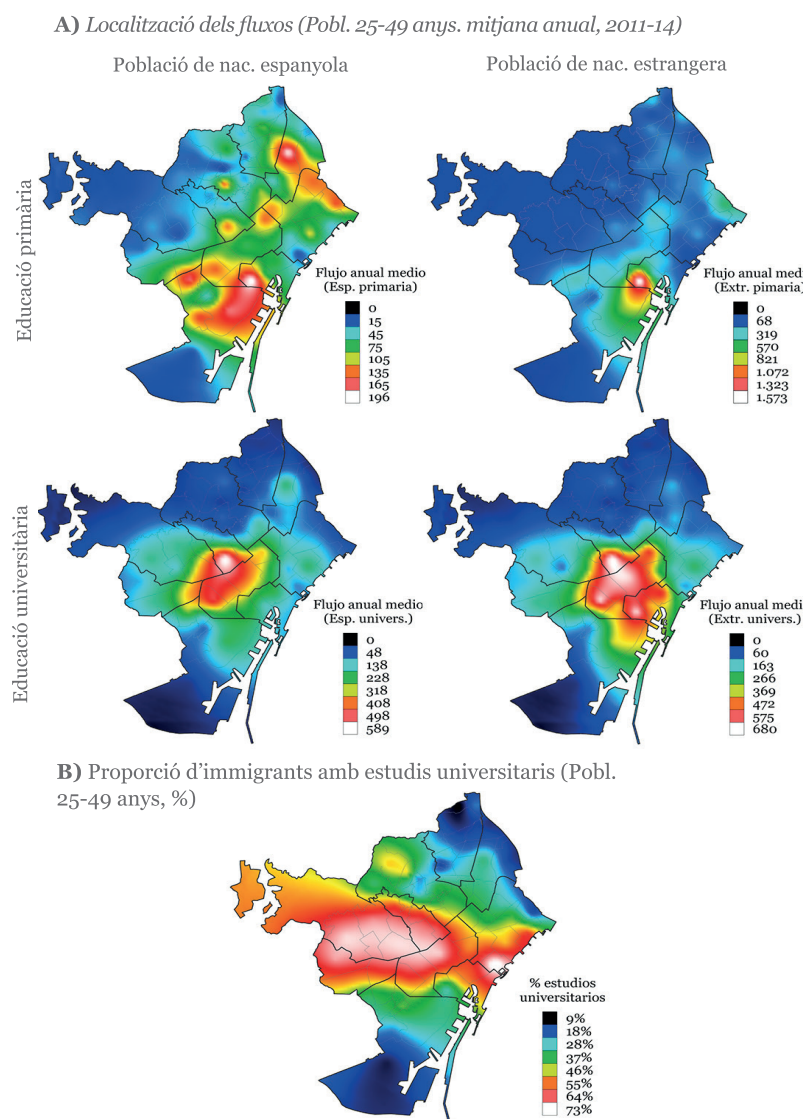 A) Localització dels fluxos (Pobl. 25-49 anys. mitjana anual, 2011-14)
Població de nac. espanyola
Població de nac. estrangera
Educació primària
Flujo anual medio
(Esp. primaria)
0
15
45
75
105
135
165
196
Flujo anual medio
(Extr. pimaria)
0
68
319
570
821
1.072
1.323
1.573
Educació universitària
Flujo anual medio
(Esp. univers.)
0
48
138
228
318
408
498
589
Flujo anual medio
(Extr. univers.)
0
60
163
266
369
472
575
680
B) Proporció d'immigrants amb estudis universitaris (Pobl.
25-49 anys, %)
% estudios
universitarios
9%
18%
28%
37%
46%
55%
64%
73%